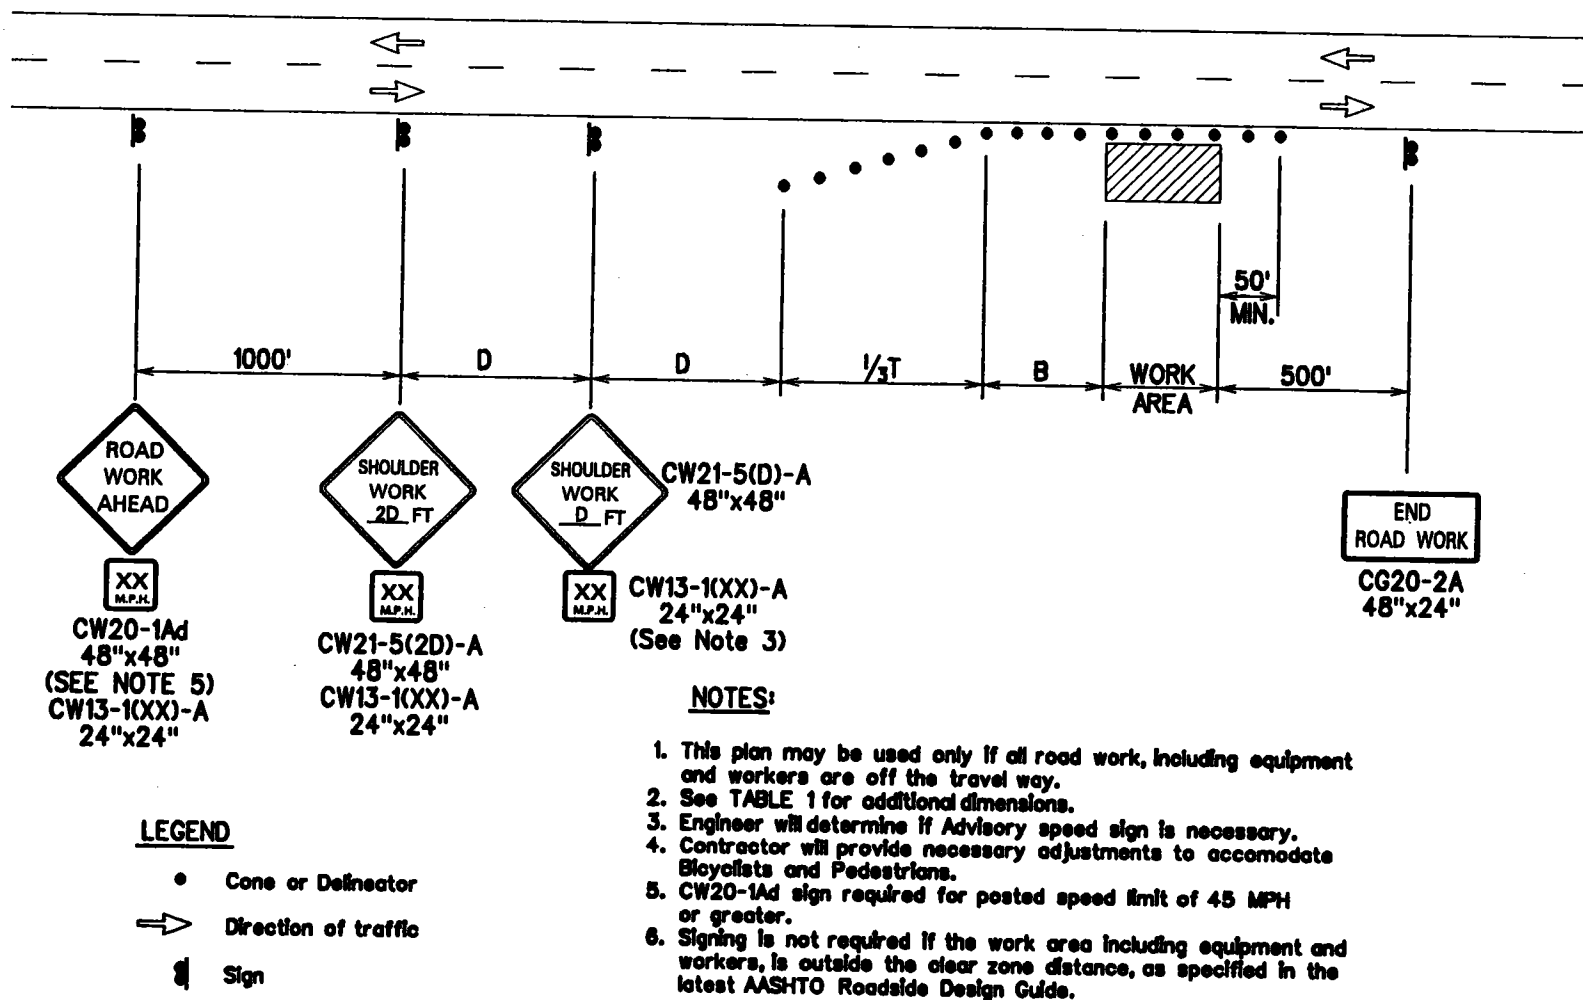 50'
MIN.
1000'
D
D
1/3T
B
WORK
AREA
500'
ROAD
WORK
AHEAD
XX
M.P.H.
CW20-1Ad
48"x48"
(SEE NOTE 5)
CW13-1(XX)-A
24"x24"
SHOULDER
WORK
2D FT
XX
M.P.H.
CW21-5(2D)-A
48"x48"
CW13-1(XX)-A
24"x24"
SHOULDER
WORK
D FT
CW21-5(D)-A
48"x48"
XX
M.P.H.
CW13-1(XX)-A
24"x24"
(See Note 3)
END
ROAD WORK
CG20-2A
48"x24"
NOTES:
1. This plan may be used only if all road work, including equipment
and workers are off the travel way.
2. See TABLE 1 for additional dimensions.
3. Engineer will determine if Advisory speed sign is necessary.
4. Contractor will provide necessary adjustments to accomodate
Bicyclists and Pedestrians.
5. CW20-1Ad sign required for posted speed limit of 45 MPH
or greater.
6. Signing is not required if the work area including equipment and
workers, is outside the clear zone distance, as specified in the
latest AASHTO Roadside Design Guide.
LEGEND
Cone or Delineator
Direction of traffic
Sign